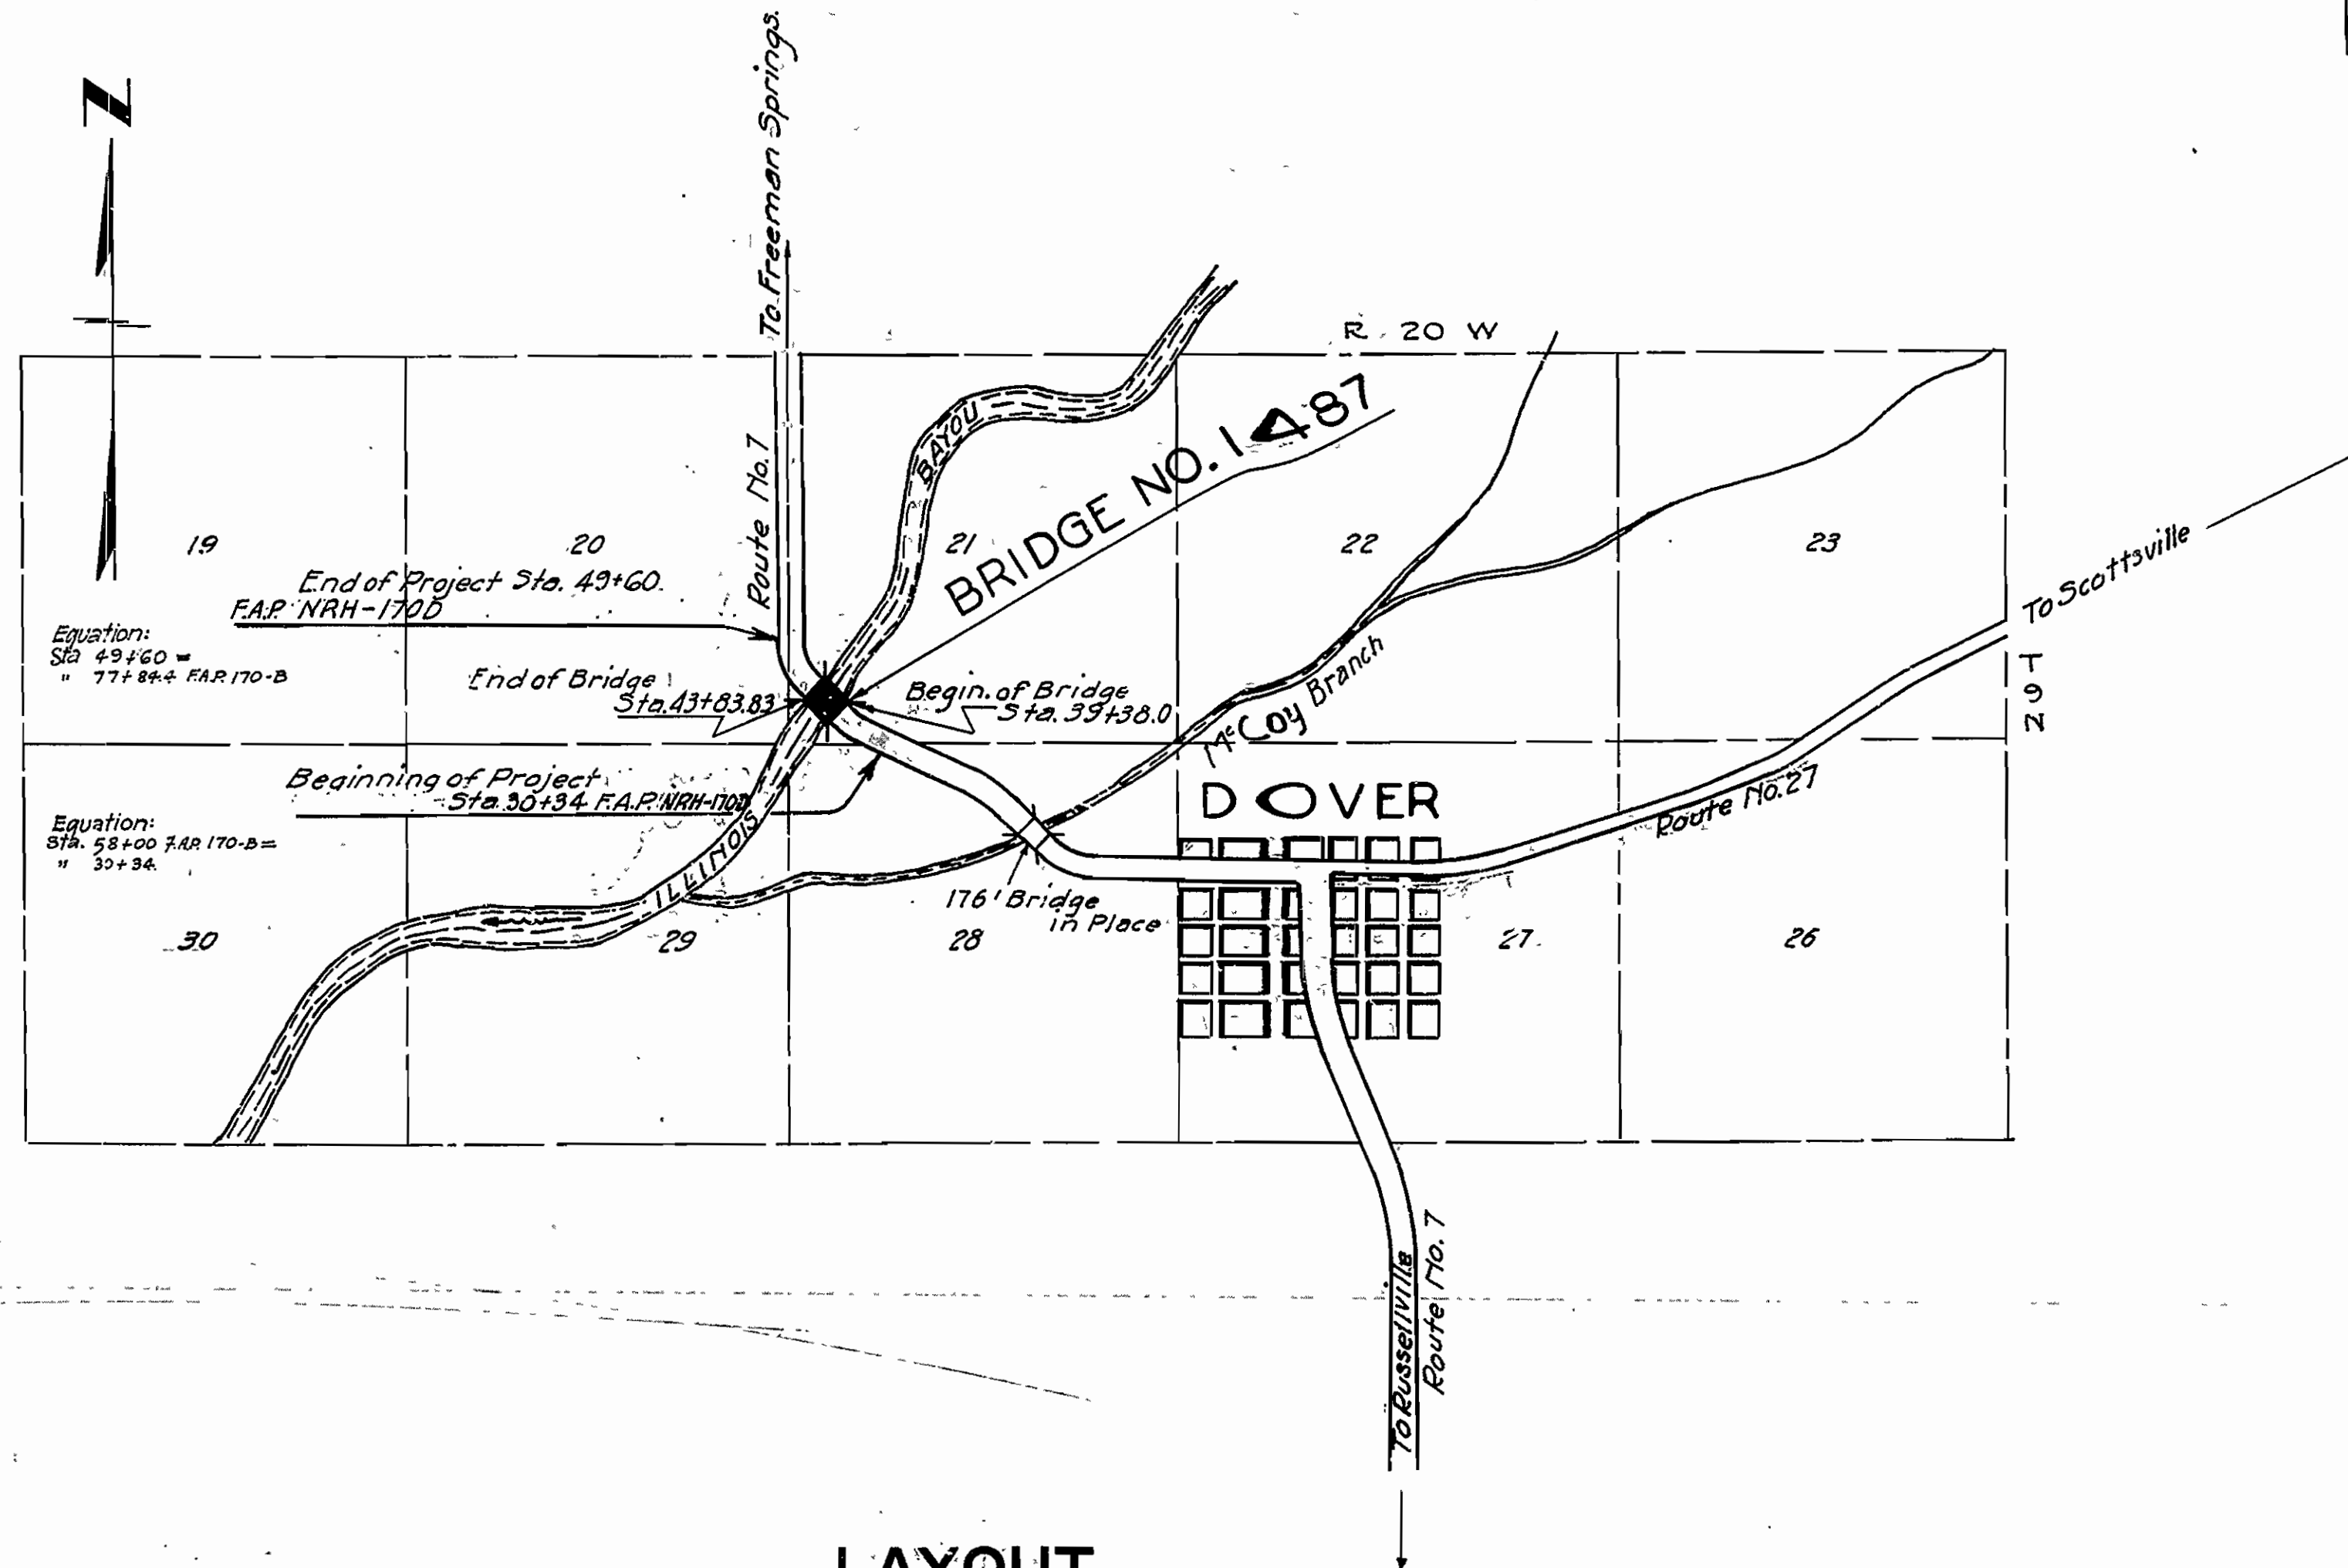 N
To Freeman Springs.
R. 20 W
BAYOU
BRIDGE NO. 1487
Route No. 7
19
20
21
22
23
To Scottsville
End of Project Sta. 49+60.
F.A.P. NRH-170D
Equation:
Sta 49+60 =
" 77+84.4 F.A.P. 170-B
T
9
N
End of Bridge
Sta. 43+83.83
Begin. of Bridge
Sta. 39+38.0
McCoy Branch
Beginning of Project
Sta. 30+34 F.A.P. NRH-170D
DOVER
Route No. 27
Equation:
Sta. 58+00 F.A.P. 170-B =
" 30+34.
ILLINOIS
176' Bridge
in Place
30
29
28
27
26
To Russellville
Route No. 7
LAYOUT